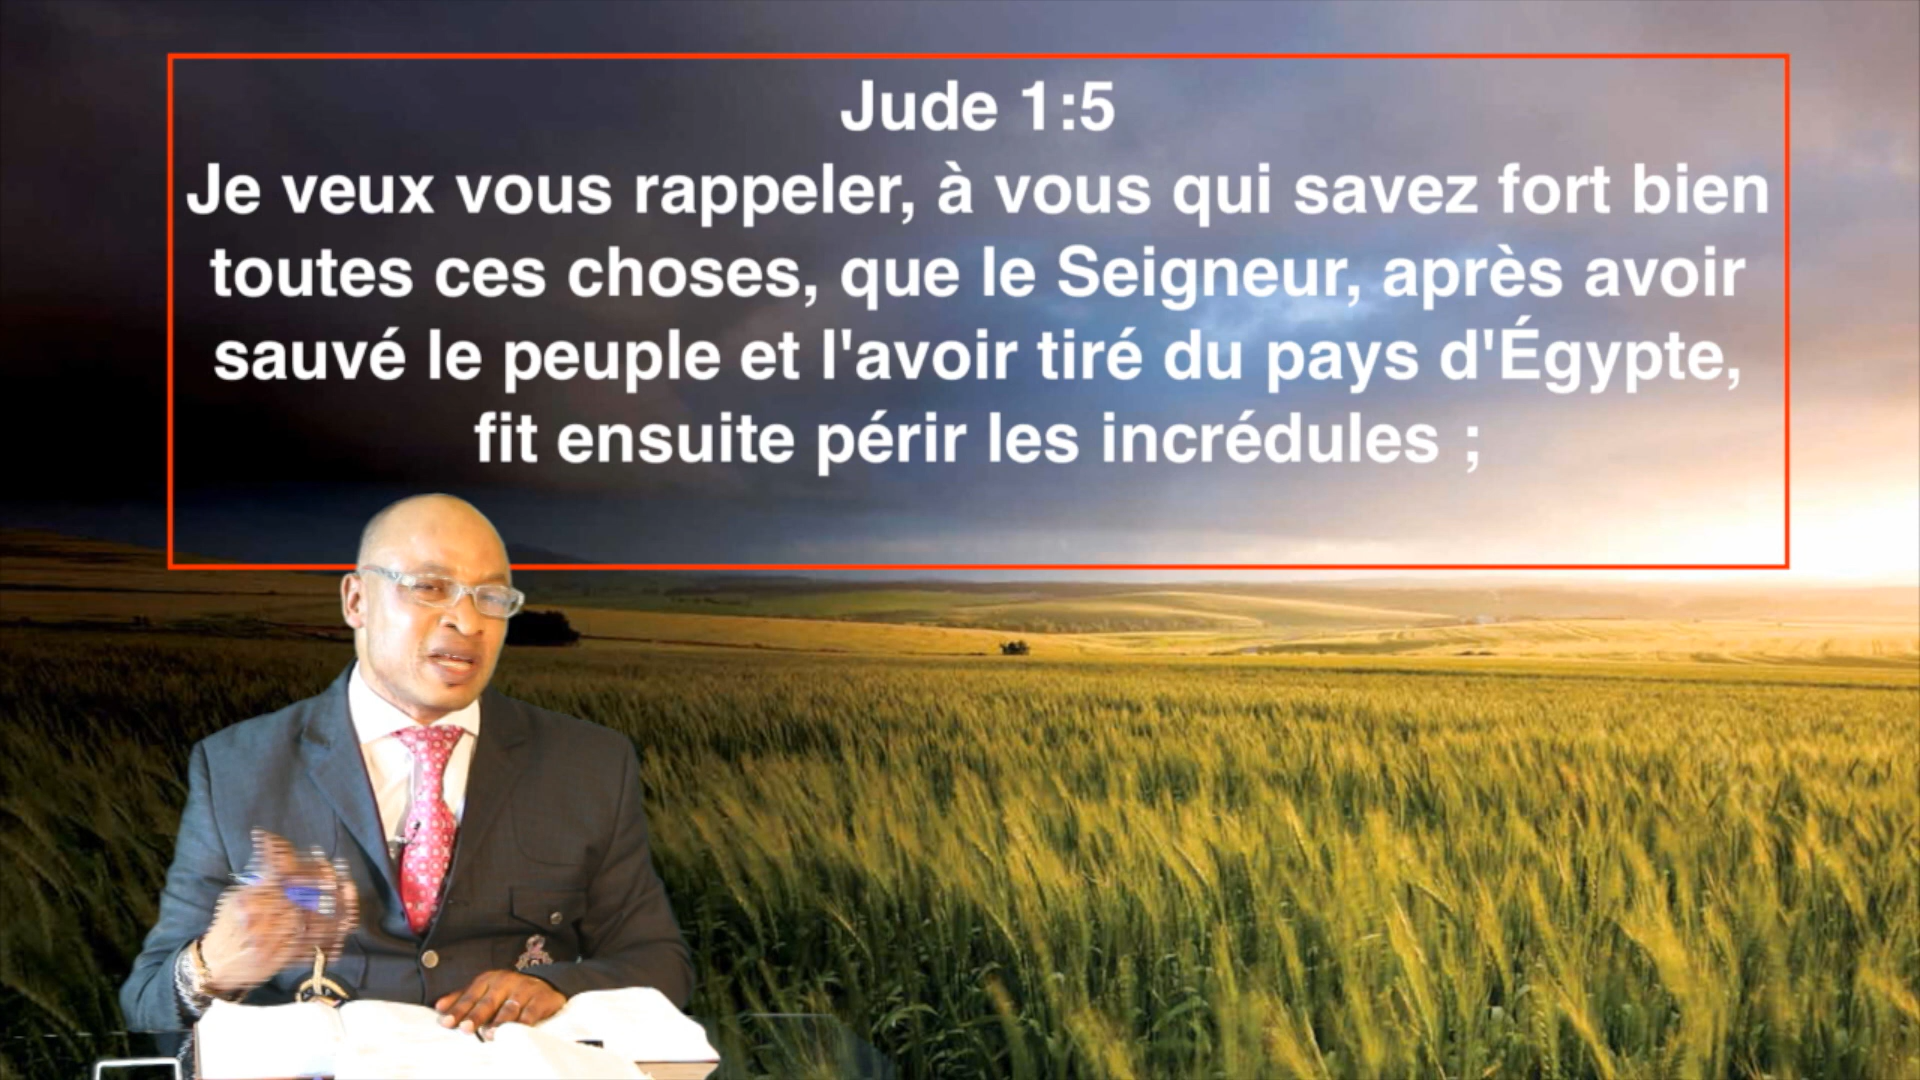 Jude 1:5
Je veux vous rappeler, à vous qui savez fort bien
toutes ces choses, que le Seigneur, après avoir
sauvé le peuple et l'avoir tiré du pays d'Égypte,
fit ensuite périr les incrédules ;